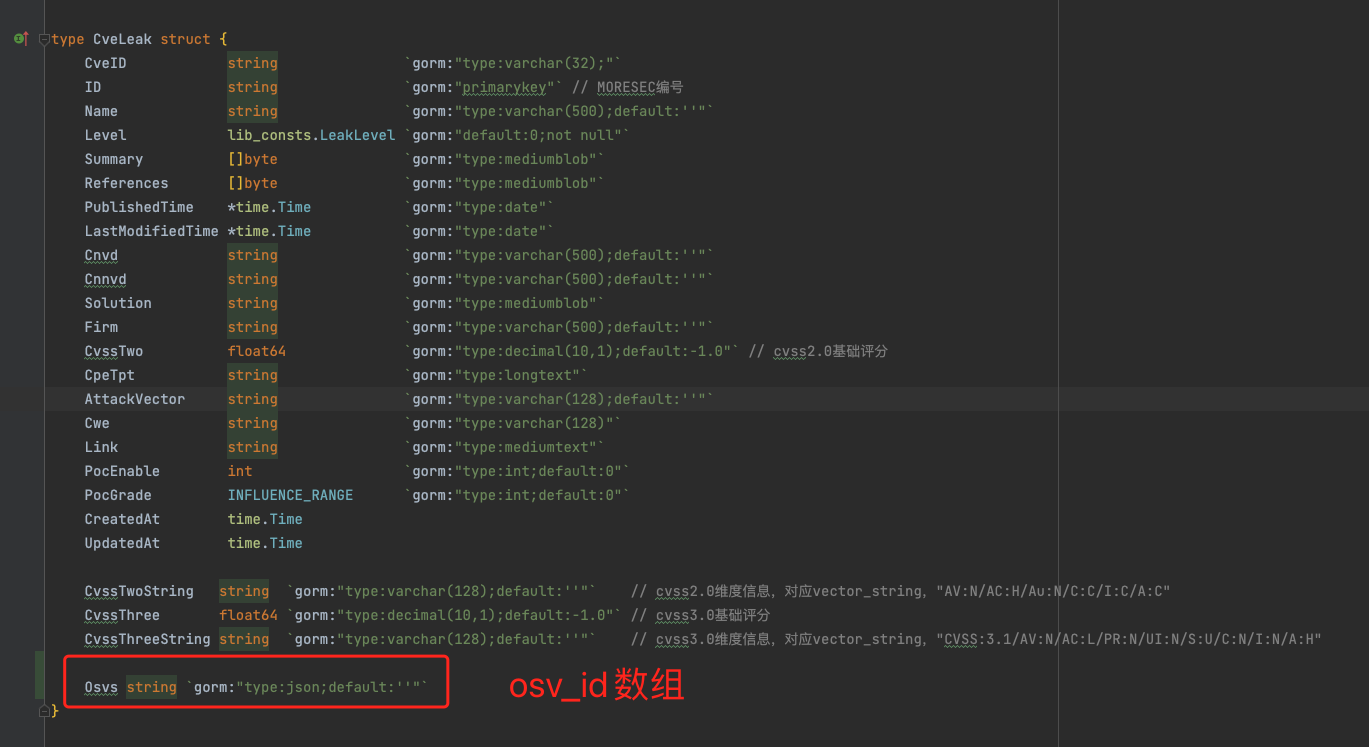 type CveLeak struct {
CveID string `gorm:"type:varchar(32);"`
ID string `gorm:"primarykey"` // MORESEC编号
Name string `gorm:"type:varchar(500);default:''"`
Level lib_consts.LeakLevel `gorm:"default:0;not null"`
Summary []byte `gorm:"type:mediumblob"`
References []byte `gorm:"type:mediumblob"`
PublishedTime *time.Time `gorm:"type:date"`
LastModifiedTime *time.Time `gorm:"type:date"`
Cnvd string `gorm:"type:varchar(500);default:''"`
Cnnvd string `gorm:"type:varchar(500);default:''"`
Solution string `gorm:"type:mediumblob"`
Firm string `gorm:"type:varchar(500);default:''"`
CvssTwo float64 `gorm:"type:decimal(10,1);default:-1.0"` // cvss2.0基础评分
CpeTpt string `gorm:"type:longtext"`
AttackVector string `gorm:"type:varchar(128);default:''"`
Cwe string `gorm:"type:varchar(128)"`
Link string `gorm:"type:mediumtext"`
PocEnable int `gorm:"type:int;default:0"`
PocGrade INFLUENCE_RANGE `gorm:"type:int;default:0"`
CreatedAt time.Time
UpdatedAt time.Time
CvssTwoString string `gorm:"type:varchar(128);default:''"` // cvss2.0维度信息，对应vector_string，"AV:N/AC:H/Au:N/C:C/I:C/A:C"
CvssThree float64 `gorm:"type:decimal(10,1);default:-1.0"` // cvss3.0基础评分
CvssThreeString string `gorm:"type:varchar(128);default:''"` // cvss3.0维度信息，对应vector_string，"CVSS:3.1/AV:N/AC:L/PR:N/UI:N/S:U/C:N/I:N/A:H"
Osvs string `gorm:"type:json;default:''"` osv_id 数组
}